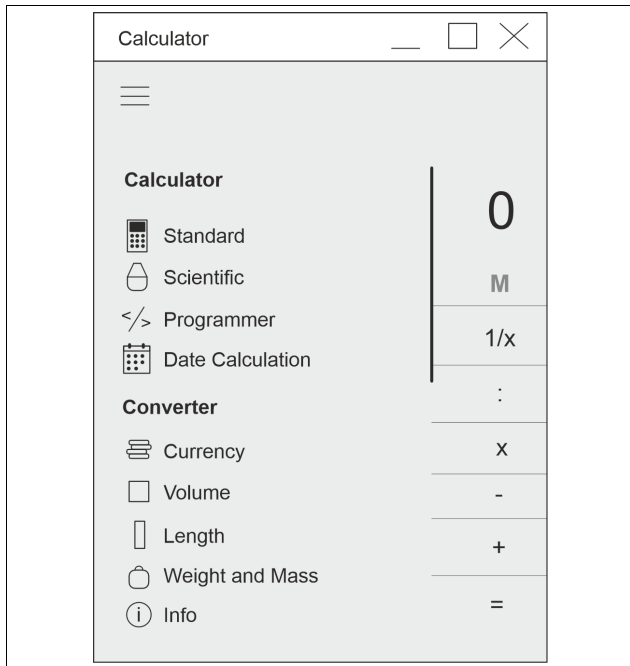 Calculator
Calculator
Standard
Scientific
</> Programmer
Date Calculation
Converter
Currency
Volume
Length
Weight and Mass
i Info
0
M
1/x
:
x
-
+
=